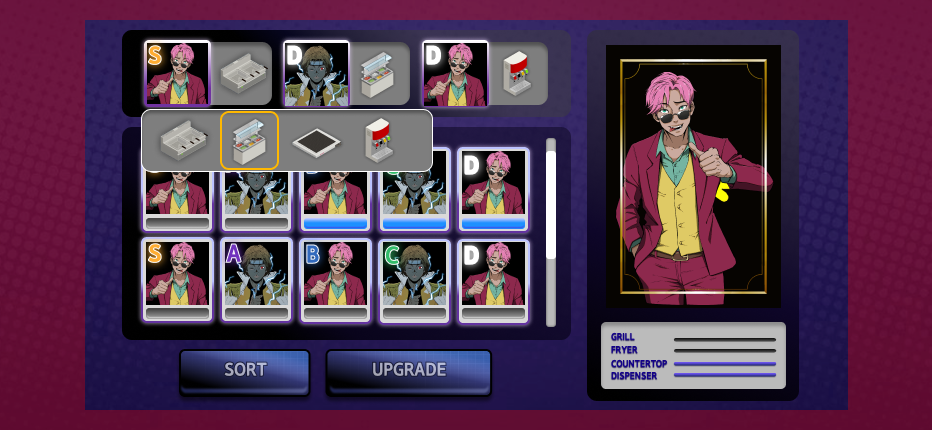 S D D
D
S A B C D
SORT UPGRADE
GRILL
FRYER
COUNTERTOP
DISPENSER